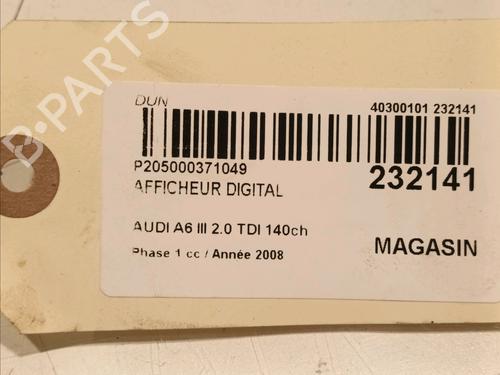 B-PARTS
DUN
40300101 232141
P205000371049
232141
AFFICHEUR DIGITAL
AUDI A6 III 2.0 TDI 140ch
MAGASIN
Phase 1 cc / Année 2008